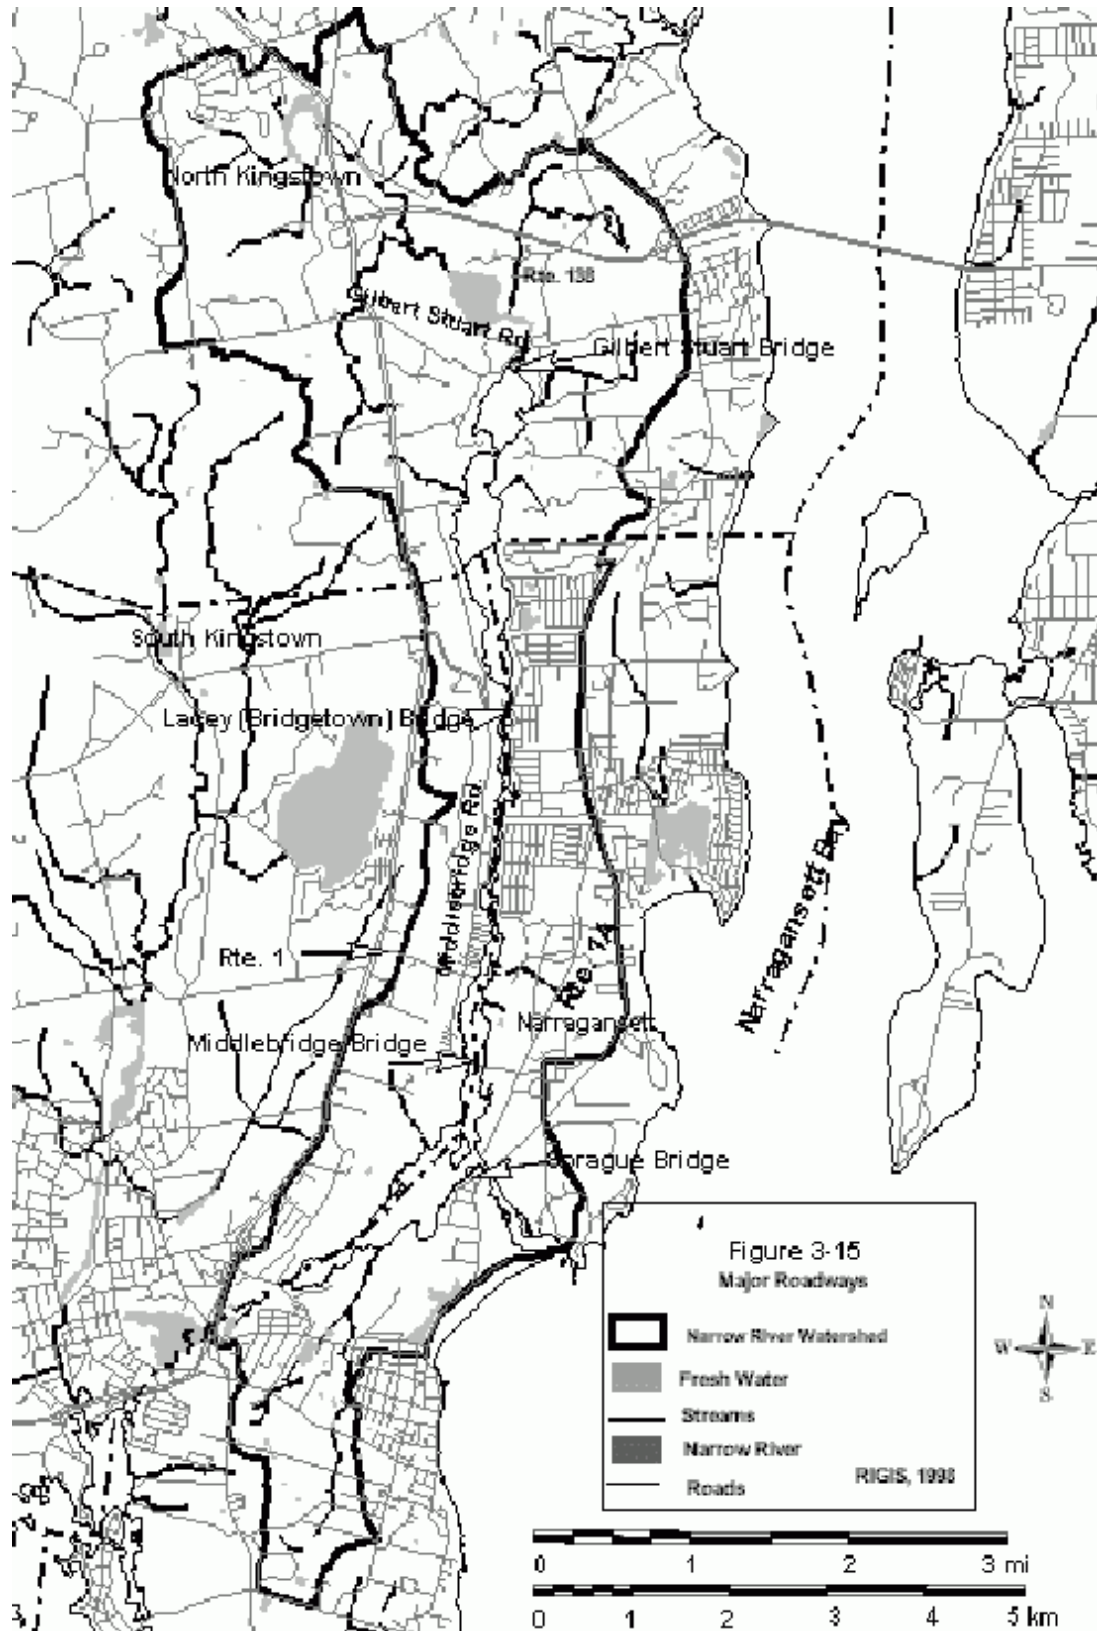 North Kingstown
Rte. 138
Gilbert Stuart Rd
Gilbert Stuart Bridge
South Kingstown
Lacey (Bridgetown) Bridge
Middlebridge Rd
Narragansett Bay
Rte. 1
Narragansett
Middlebridge Bridge
Sprague Bridge
Figure 3-15
Major Roadways
Narrow River Watershed
Fresh Water
Streams
Narrow River
Roads
RIGIS, 1998
N
W
E
S
0 1 2 3 mi
0 1 2 3 4 5 km